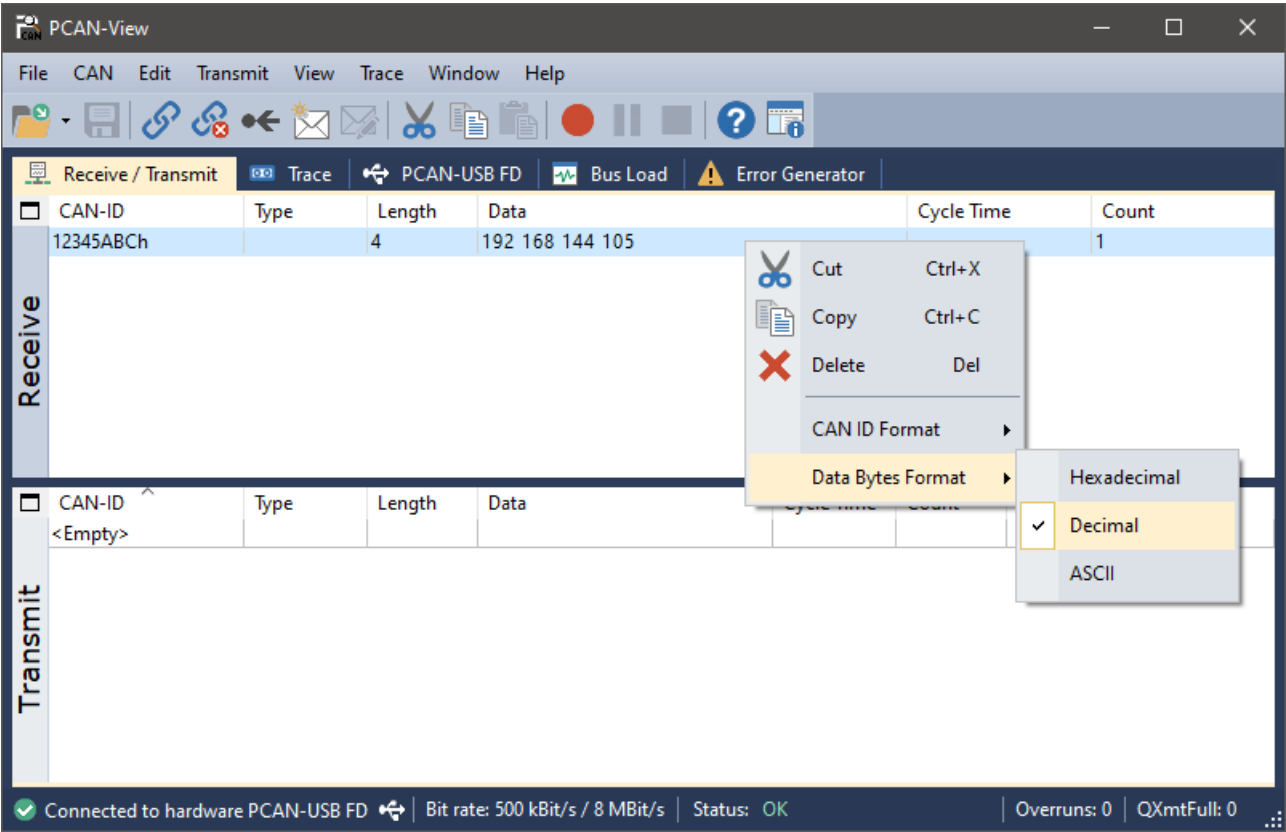 CAN PCAN-View
File CAN Edit Transmit View Trace Window Help
Receive / Transmit Trace PCAN-USB FD Bus Load Error Generator
CAN-ID Type Length Data Cycle Time Count
12345ABCh 4 192 168 144 105 1
Receive
Cut Ctrl+X
Copy Ctrl+C
Delete Del
CAN ID Format
Data Bytes Format
Hexadecimal
Decimal
ASCII
CAN-ID Type Length Data Cycle Time Count
<Empty>
Transmit
Connected to hardware PCAN-USB FD Bit rate: 500 kBit/s / 8 MBit/s Status: OK Overruns: 0 QXmtFull: 0